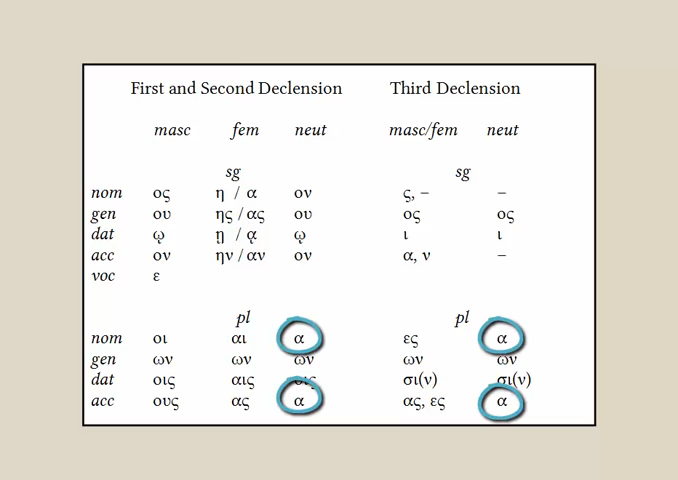 First and Second Declension Third Declension
masc fem neut masc/fem neut
sg sg
nom ος η / α ον ς, – –
gen ου ης / ας ου ος ος
dat ῳ ῃ / ᾳ ῳ ι ι
acc ον ην / αν ον α, ν –
voc ε
pl pl
nom οι αι α ες α
gen ων ων ων ων ων
dat οις αις οις σι(ν) σι(ν)
acc ους ας α ας, ες α